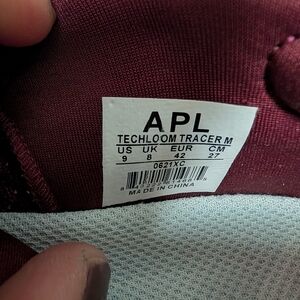 APL
TECHLOOM TRACER M
US UK EUR CM
9 8 42 27
0621XC
MADE IN CHINA